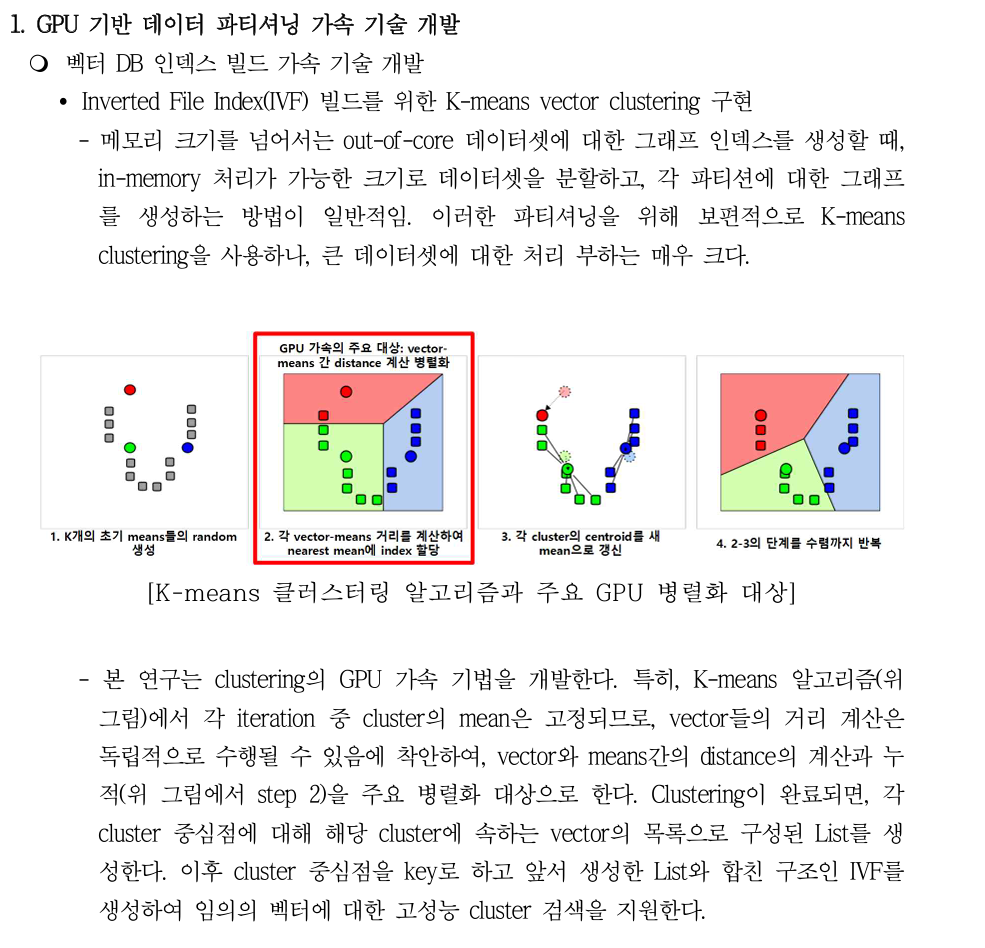 1. GPU 기반 데이터 파티셔닝 가속 기술 개발
❍ 벡터 DB 인덱스 빌드 가속 기술 개발
• Inverted File Index(IVF) 빌드를 위한 K-means vector clustering 구현
- 메모리 크기를 넘어서는 out-of-core 데이터셋에 대한 그래프 인덱스를 생성할 때,
in-memory 처리가 가능한 크기로 데이터셋을 분할하고, 각 파티션에 대한 그래프
를 생성하는 방법이 일반적임. 이러한 파티셔닝을 위해 보편적으로 K-means
clustering을 사용하나, 큰 데이터셋에 대한 처리 부하는 매우 크다.
GPU 가속의 주요 대상: vector-
means 간 distance 계산 병렬화
1. K개의 초기 means들의 random
생성
2. 각 vector-means 거리를 계산하여
nearest mean에 index 할당
3. 각 cluster의 centroid를 새
mean으로 갱신
4. 2-3의 단계를 수렴까지 반복
[K-means 클러스터링 알고리즘과 주요 GPU 병렬화 대상]
- 본 연구는 clustering의 GPU 가속 기법을 개발한다. 특히, K-means 알고리즘(위
그림)에서 각 iteration 중 cluster의 mean은 고정되므로, vector들의 거리 계산은
독립적으로 수행될 수 있음에 착안하여, vector와 means간의 distance의 계산과 누
적(위 그림에서 step 2)을 주요 병렬화 대상으로 한다. Clustering이 완료되면, 각
cluster 중심점에 대해 해당 cluster에 속하는 vector의 목록으로 구성된 List를 생
성한다. 이후 cluster 중심점을 key로 하고 앞서 생성한 List와 합친 구조인 IVF를
생성하여 임의의 벡터에 대한 고성능 cluster 검색을 지원한다.